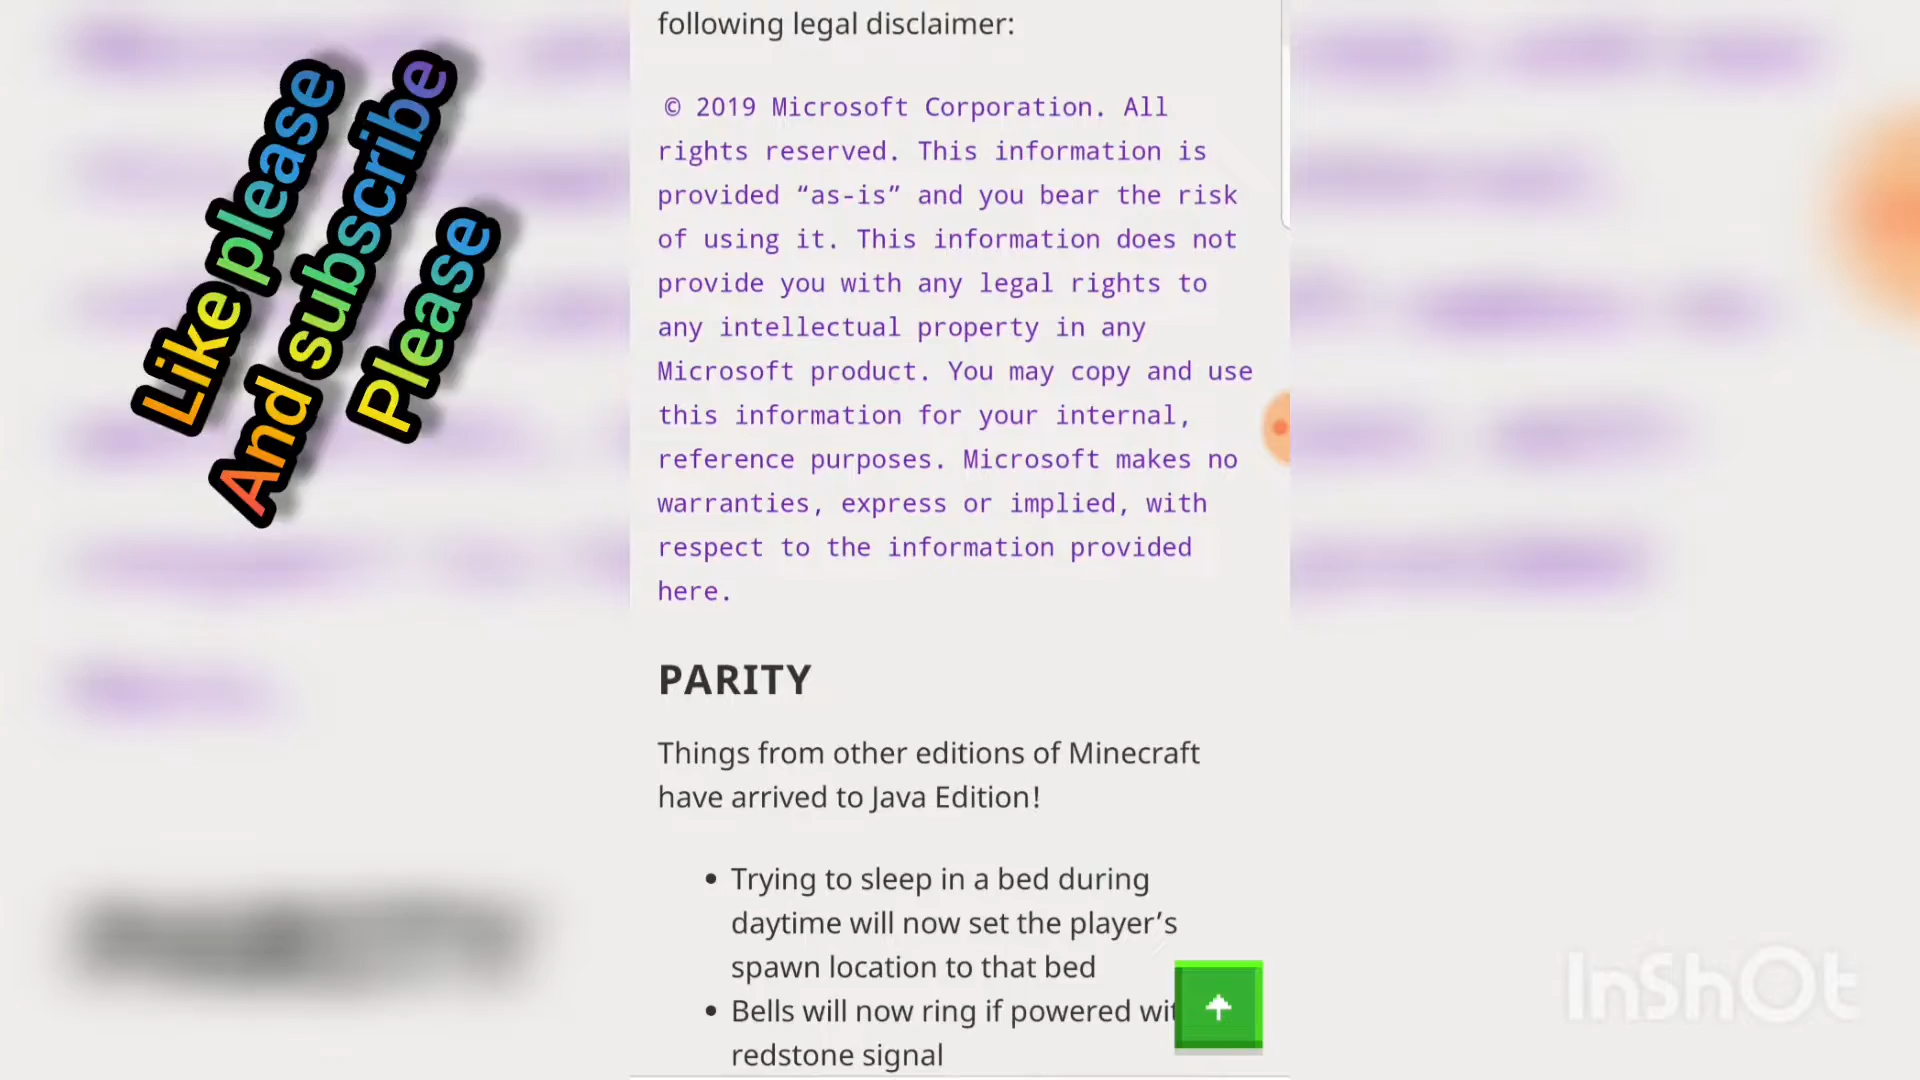 Like please
And subscribe
Please
following legal disclaimer:
© 2019 Microsoft Corporation. All
rights reserved. This information is
provided “as-is” and you bear the risk
of using it. This information does not
provide you with any legal rights to
any intellectual property in any
Microsoft product. You may copy and use
this information for your internal,
reference purposes. Microsoft makes no
warranties, express or implied, with
respect to the information provided
here.
PARITY
Things from other editions of Minecraft
have arrived to Java Edition!
• Trying to sleep in a bed during
daytime will now set the player’s
spawn location to that bed
• Bells will now ring if powered wit
redstone signal
InShOt